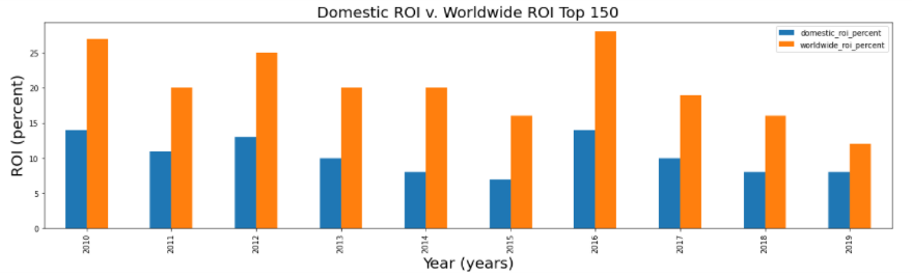 Domestic ROI v. Worldwide ROI Top 150
domestic_roi_percent
worldwide_roi_percent
ROI (percent)
25
20
15
10
5
0
2010 2011 2012 2013 2014 2015 2016 2017 2018 2019
Year (years)